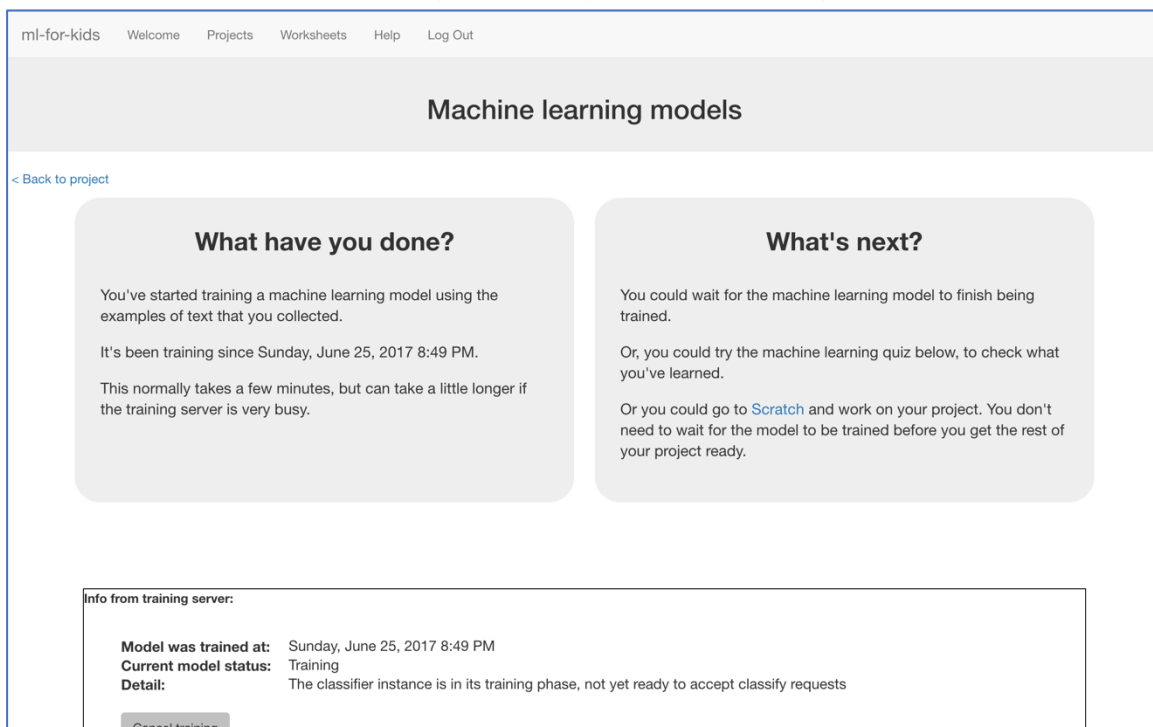 ml-for-kids Welcome Projects Worksheets Help Log Out
Machine learning models
< Back to project
What have you done?
You've started training a machine learning model using the
examples of text that you collected.
It's been training since Sunday, June 25, 2017 8:49 PM.
This normally takes a few minutes, but can take a little longer if
the training server is very busy.
What's next?
You could wait for the machine learning model to finish being
trained.
Or, you could try the machine learning quiz below, to check what
you've learned.
Or you could go to Scratch and work on your project. You don't
need to wait for the model to be trained before you get the rest of
your project ready.
Info from training server:
Model was trained at: Sunday, June 25, 2017 8:49 PM
Current model status: Training
Detail: The classifier instance is in its training phase, not yet ready to accept classify requests
Cancel training